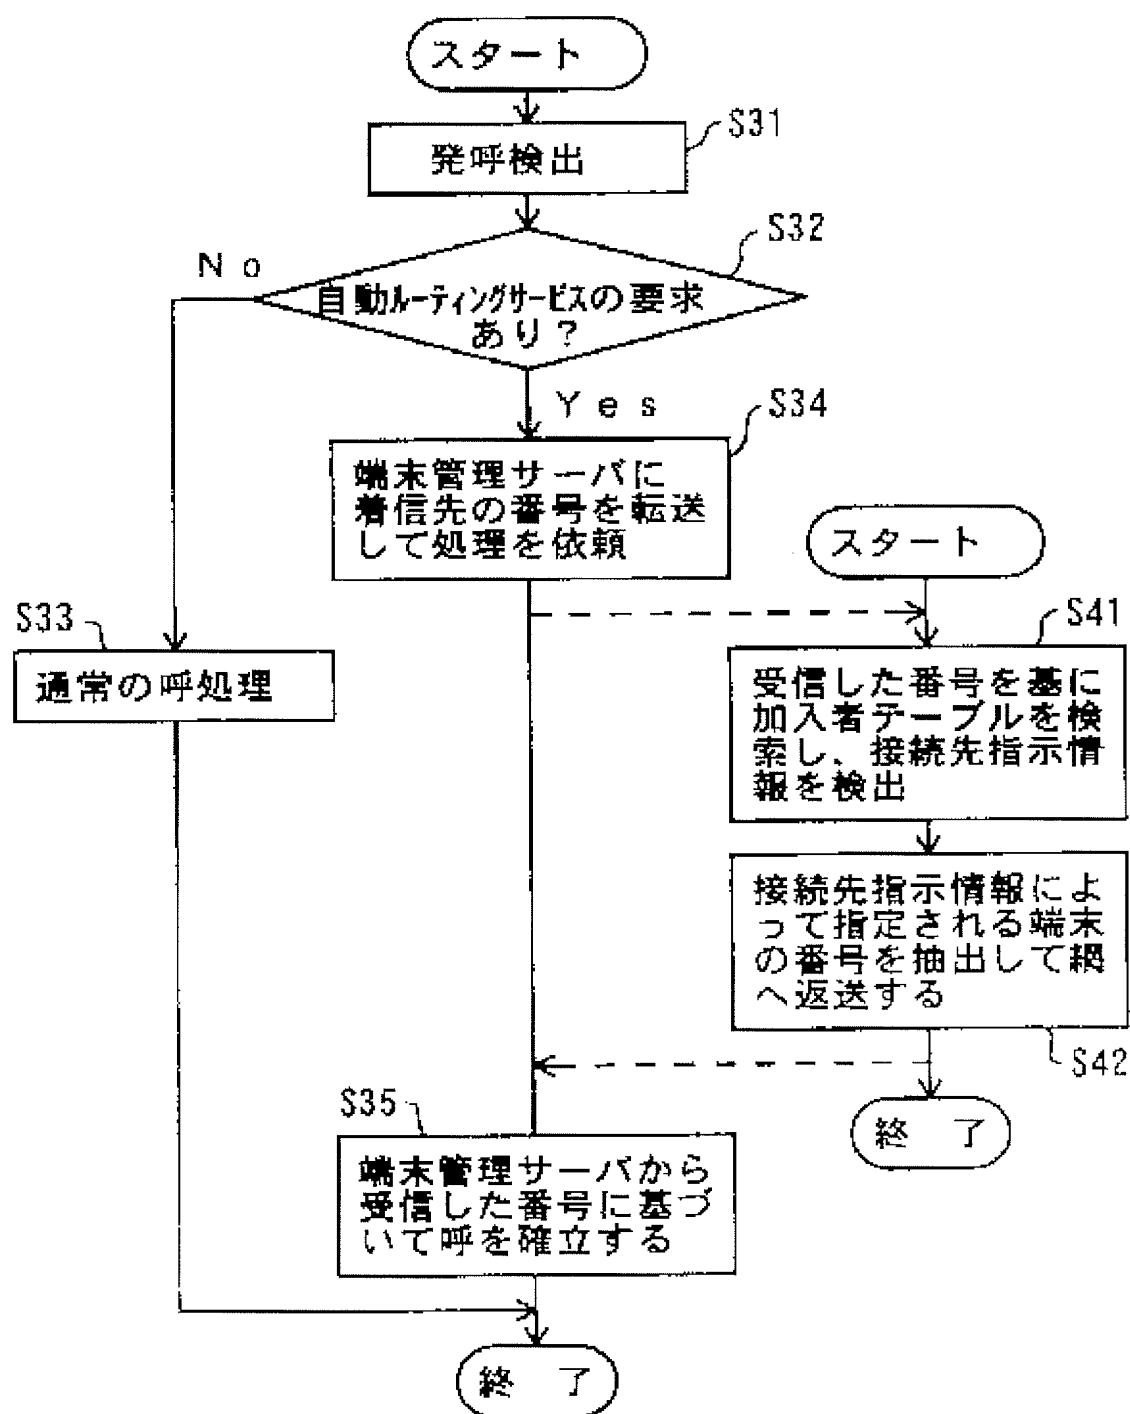 スタート
S31
発呼検出
S32
No
自動ルーティングサービスの要求
あり?
Yes
S34
端末管理サーバに
着信先の番号を転送
して処理を依頼
スタート
S33
通常の呼処理
S41
受信した番号を基に
加入者テーブルを検
索し、接続先指示情
報を検出
接続先指示情報によ
って指定される端末
の番号を抽出して網
へ返送する
S42
終 了
S35
端末管理サーバから
受信した番号に基づ
いて呼を確立する
終 了